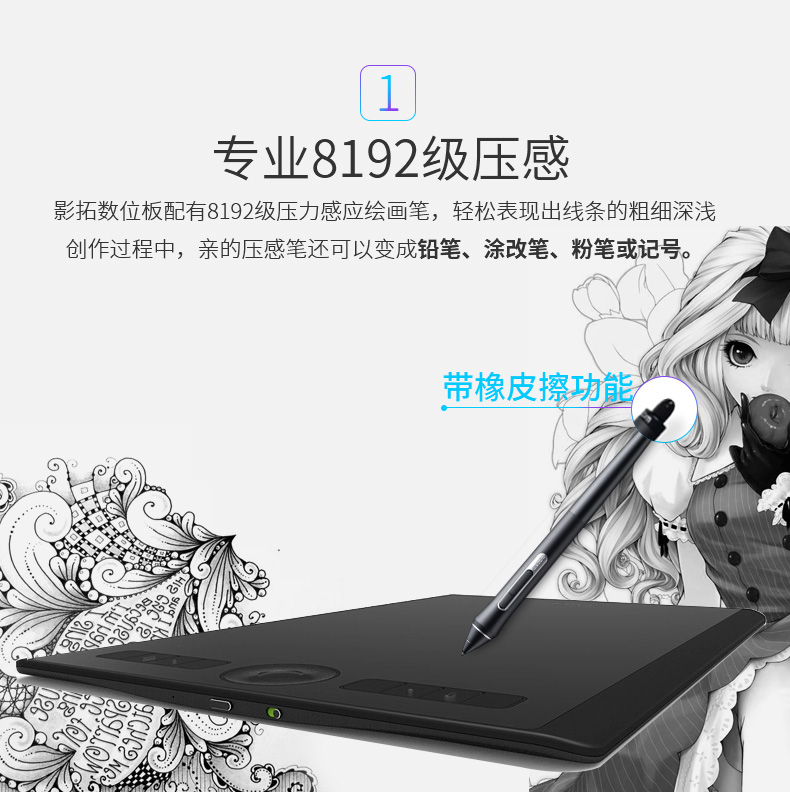 1
专业8192级压感
影拓数位板配有8192级压力感应绘画笔，轻松表现出线条的粗细深浅
创作过程中，亲的压感笔还可以变成铅笔、涂改笔、粉笔或记号。
带橡皮擦功能